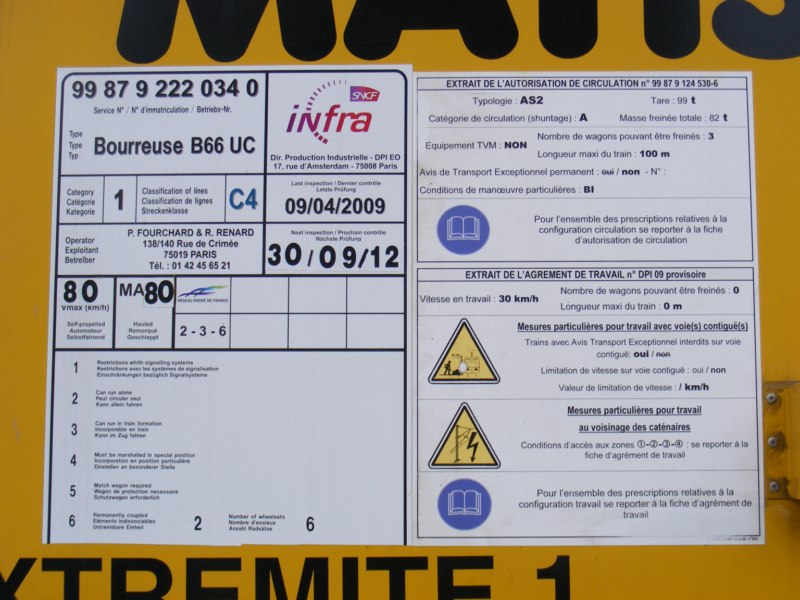 MATIS
99 87 9 222 034 0
Service N° / N° d'immatriculation / Betriebs-Nr.
Type
Type
Typ
Bourreuse B66 UC
SNCF
infra
Dir. Production Industrielle - DPI EO
17, rue d'Amsterdam - 75008 Paris
Category
Catégorie
Kategorie
1
Classification of lines
Classification de lignes
Streckenklasse
C4
Last inspection / Dernier contrôle
Letzte Prüfung
09/04/2009
Operator
Exploitant
Betreiber
P. FOURCHARD & R. RENARD
138/140 Rue de Crimée
75019 PARIS
Tél. : 01 42 45 65 21
Next inspection / Prochain contrôle
Nächste Prüfung
30/09/12
80
vmax (km/h)
MA80
RÉSEAU FERRÉ DE FRANCE
Self-propelled
Automoteur
Selbstfahrend
Hauled
Remorqué
Geschleppt
2 - 3 - 6
1
Restrictions whith signalling systems
Restrictions avec les systèmes de signalisation
Einschränkungen bezüglich Signalsysteme
2
Can run alone
Peut circuler seul
Kann allein fahren
3
Can run in train formation
Incorporable en train
Kann im Zug fahren
4
Must be marshalled in special position
Incorporation en position particulière
Einstellen an besonderer Stelle
5
Match wagon required
Wagon de protection necessaire
Schutzwagen erforderlich
6
Permanently coupled
Eléments indissociables
Untrennbare Einheit
2
Number of wheelsets
Nombre d'essieux
Anzahl Radsätze
6
EXTRAIT DE L'AUTORISATION DE CIRCULATION n° 99 87 9 124 530-6
Typologie : AS2 Tare : 99 t
Catégorie de circulation (shuntage) : A Masse freinée totale : 82 t
Equipement TVM : NON
Nombre de wagons pouvant être freinés : 3
Longueur maxi du train : 100 m
Avis de Transport Exceptionnel permanent : oui / non - N° :
Conditions de manœuvre particulières : BI
Pour l'ensemble des prescriptions relatives à la
configuration circulation se reporter à la fiche
d'autorisation de circulation
EXTRAIT DE L'AGREMENT DE TRAVAIL n° DPI 09 provisoire
Vitesse en travail : 30 km/h
Nombre de wagons pouvant être freinés : 0
Longueur maxi du train : 0 m
Mesures particulières pour travail avec voie(s) contiguë(s)
Trains avec Avis Transport Exceptionnel interdits sur voie
contiguë: oui / non
Limitation de vitesse sur voie contiguë : oui / non
Valeur de limitation de vitesse : / km/h
Mesures particulières pour travail
au voisinage des caténaires
Conditions d'accès aux zones ①-②-③-④ : se reporter à la
fiche d'agrément de travail
Pour l'ensemble des prescriptions relatives à la
configuration travail se reporter à la fiche d'agrément de
travail
EXTREMITE 1